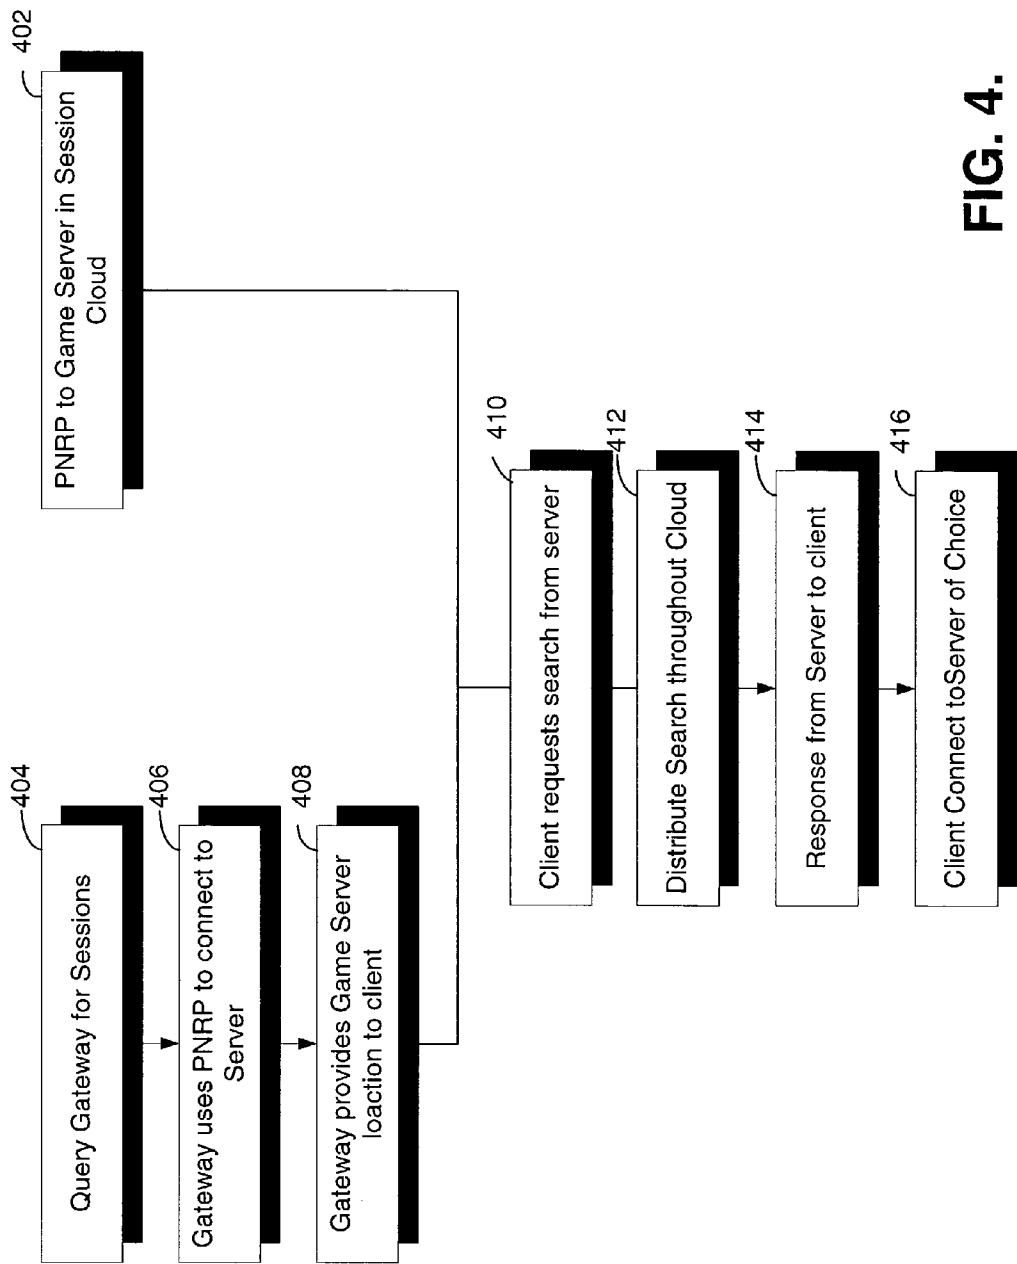 404
Query Gateway for Sessions
406
Gateway uses PNRP to connect to
Server
408
Gateway provides Game Server
loaction to client
402
PNRP to Game Server in Session
Cloud
410
Client requests search from server
412
Distribute Search throughout Cloud
414
Response from Server to client
416
Client Connect toServer of Choice
FIG. 4.